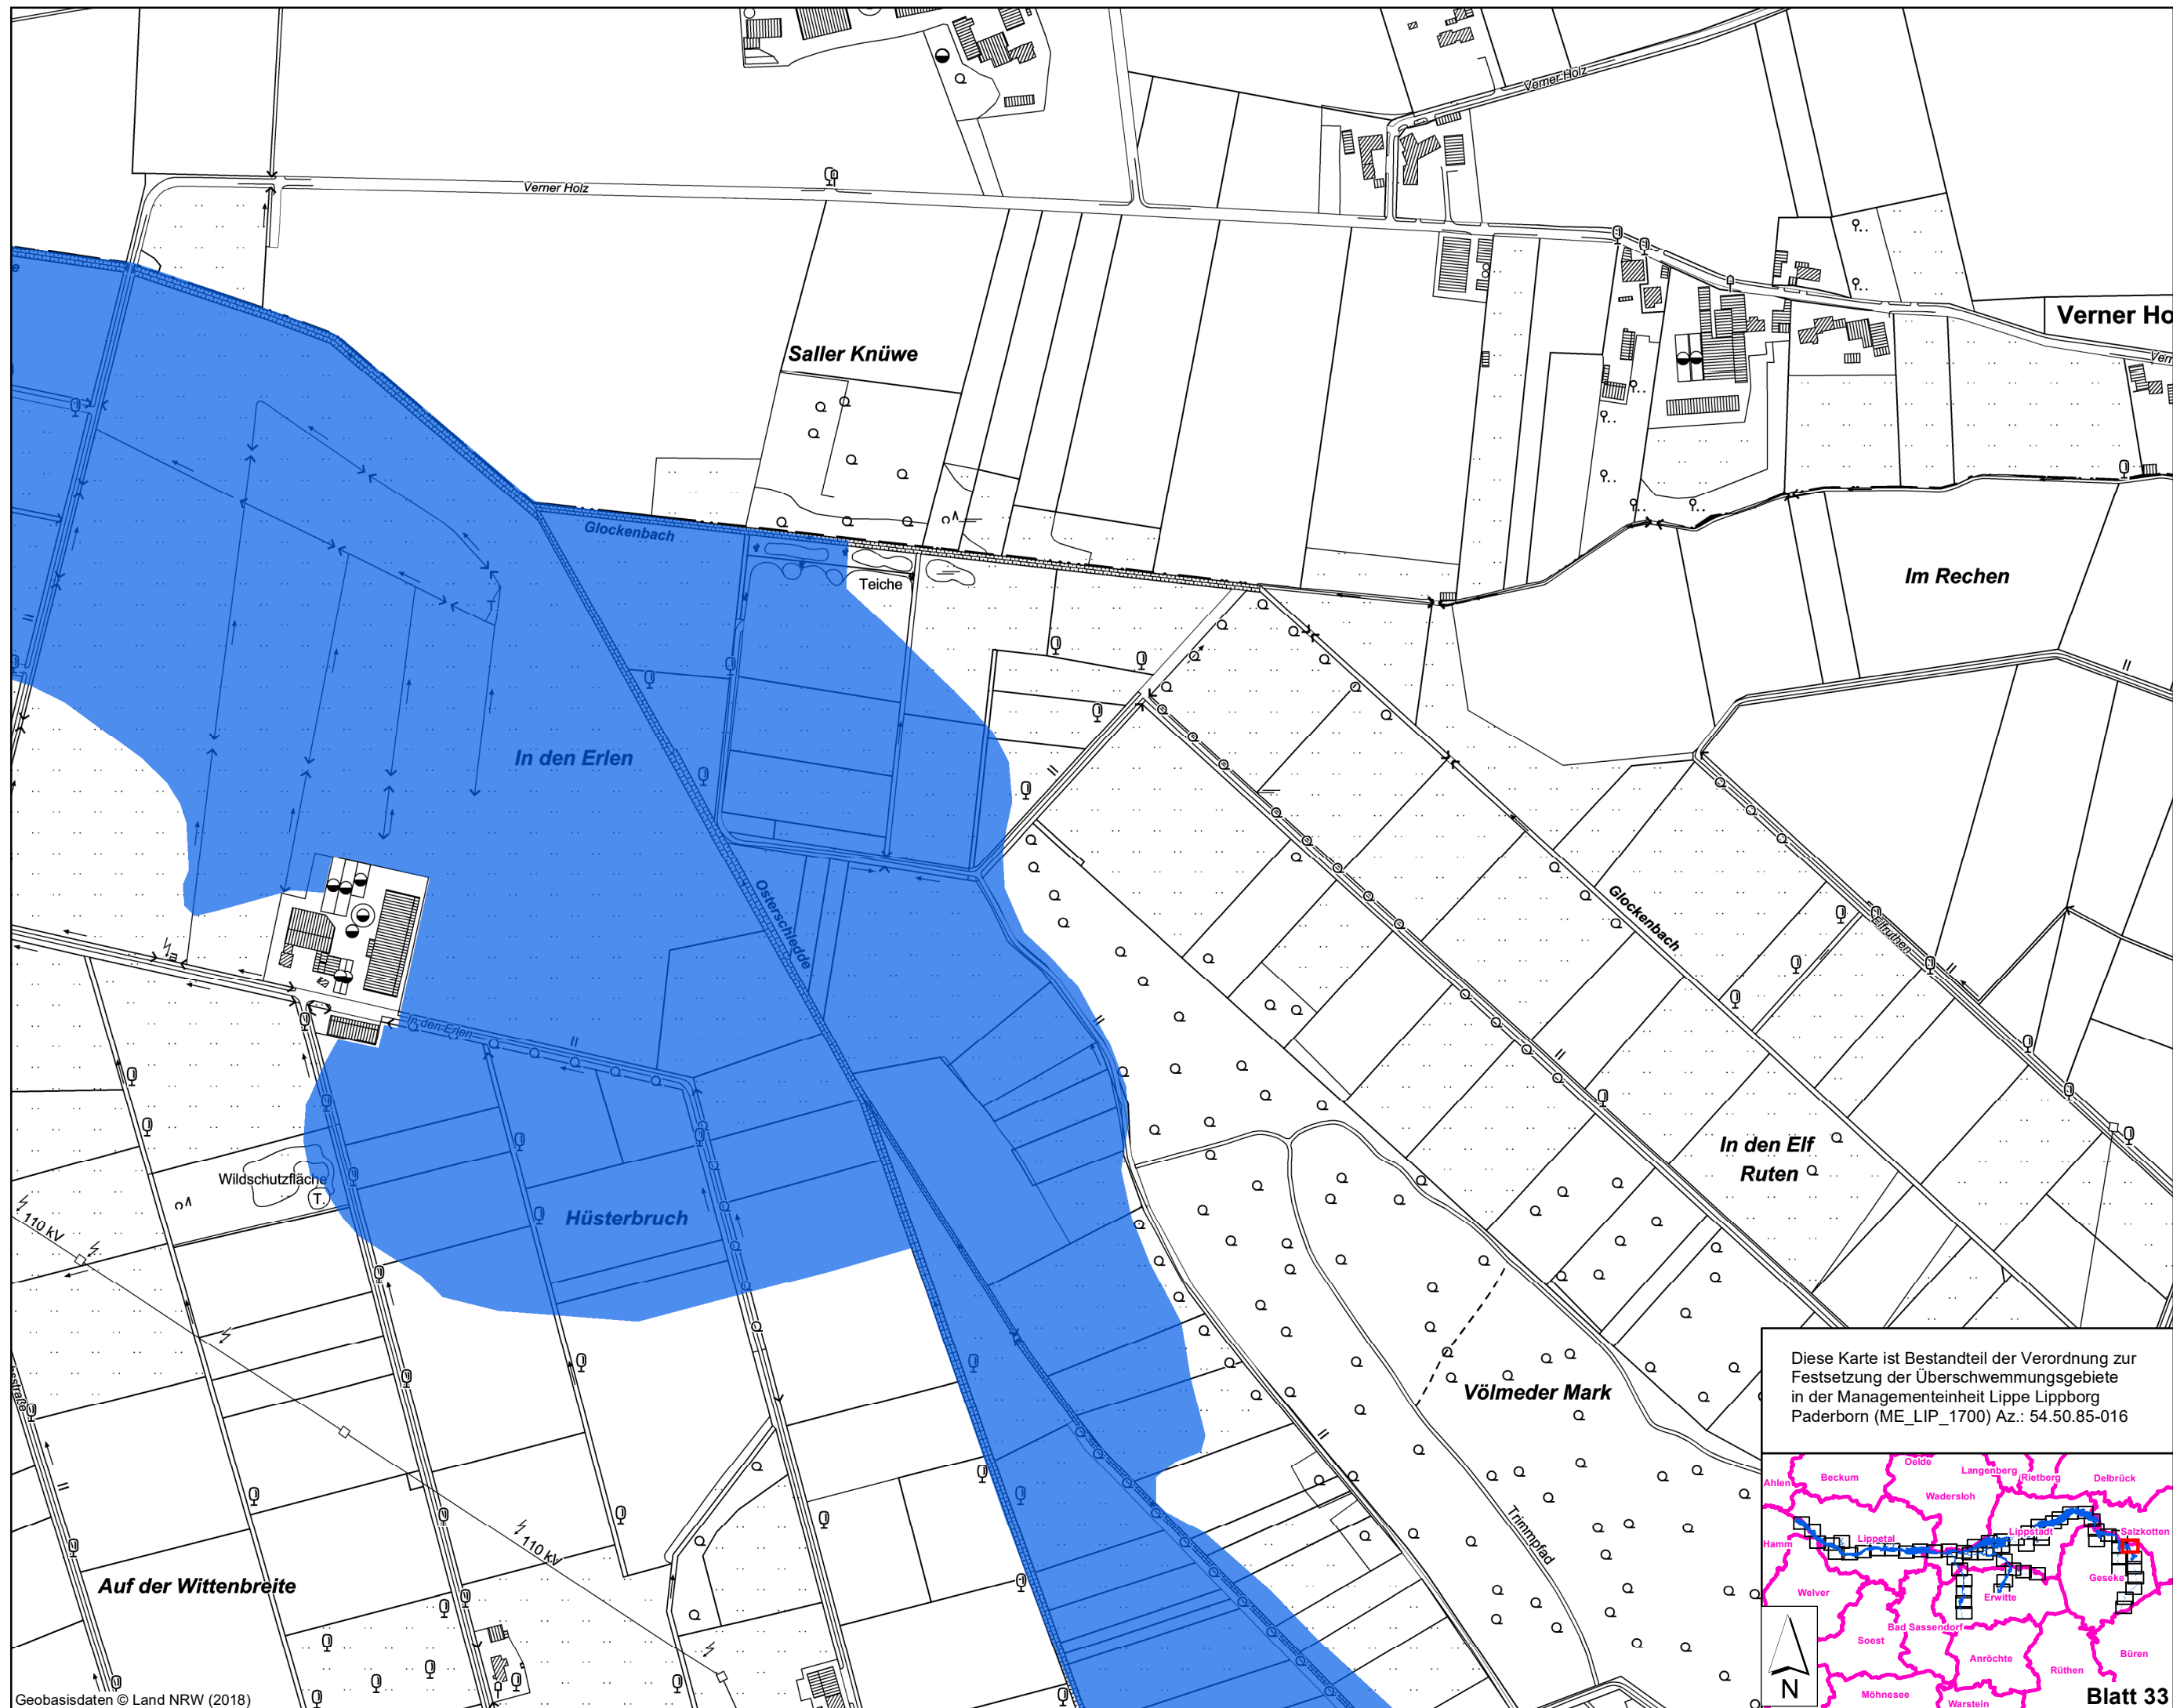 Verner Holz
Verner Holz
Verner Ho
Vern
Saller Knüwe
Glockenbach
Teiche
Im Rechen
In den Erlen
Osterschledde
Glockenbach
Elfruthen
In den Erlen
In den Elf
Ruten
Wildschutzfläche
T.
Hüsterbruch
110 kV
Völmeder Mark
Trimmpfad
110 kV
Auf der Wittenbreite
Diese Karte ist Bestandteil der Verordnung zur
Festsetzung der Überschwemmungsgebiete
in der Managementeinheit Lippe Lippborg
Paderborn (ME_LIP_1700) Az.: 54.50.85-016
Oelde
Ahlen
Beckum
Langenberg
Rietberg
Delbrück
Wadersloh
Lippetal
Lippstadt
Salzkotten
Hamm
Geseke
Welver
Erwitte
Bad Sassendorf
Soest
Anröchte
Rüthen
Büren
Möhnesee
Warstein
N
Blatt 33
Geobasisdaten © Land NRW (2018)